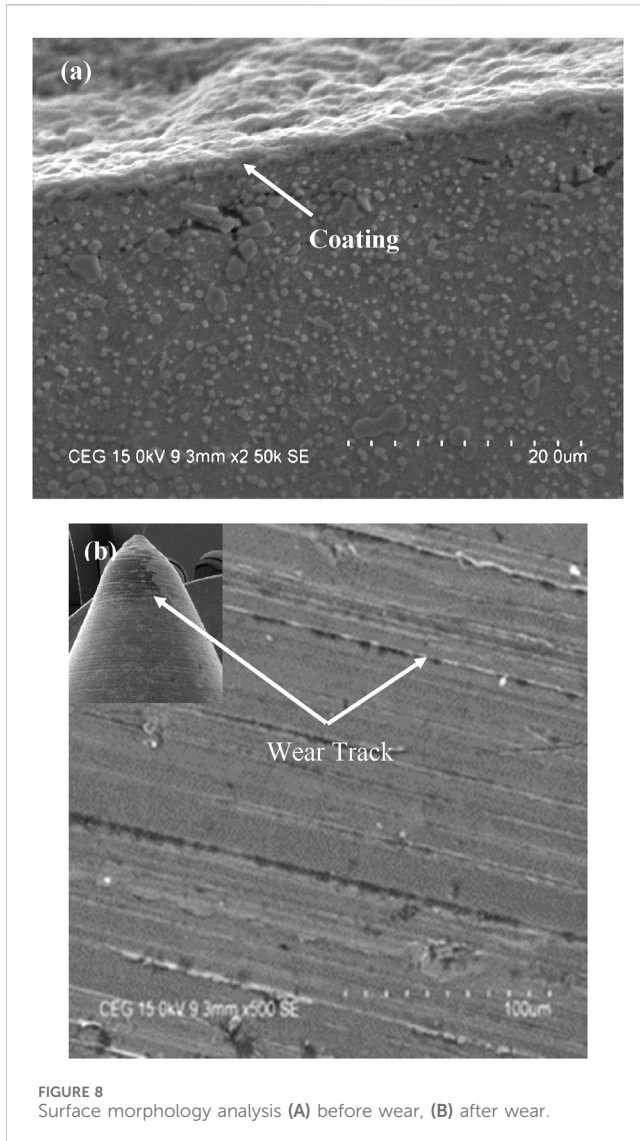 (a)
Coating
CEG 15 0kV 9 3mm x2 50k SE
20 0um
(b)
Wear Track
CEG 15.0kV 9 3mm x500 SE
100um
FIGURE 8
Surface morphology analysis (A) before wear, (B) after wear.